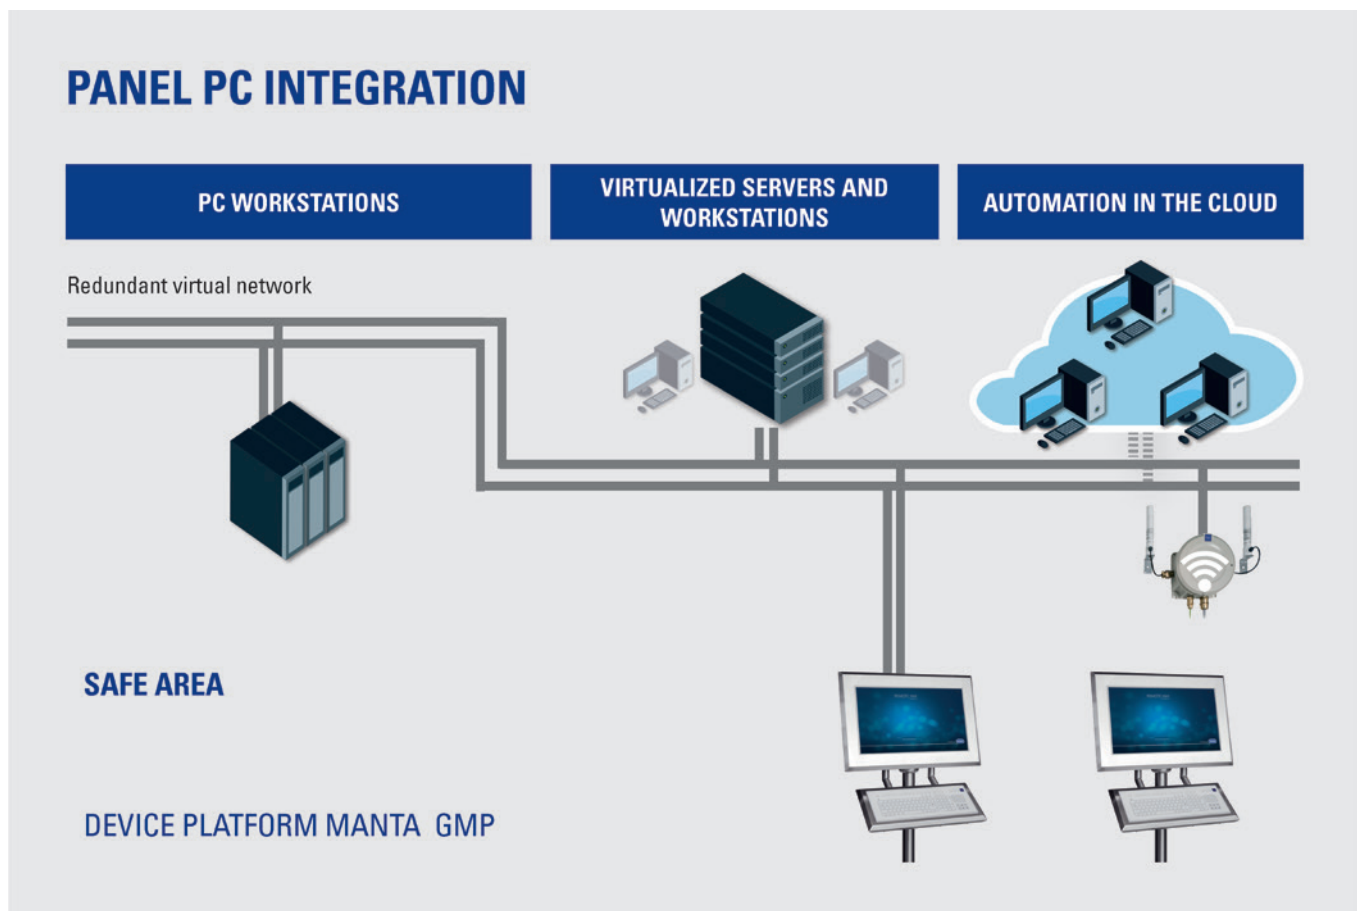 PANEL PC INTEGRATION
PC WORKSTATIONS
VIRTUALIZED SERVERS AND
WORKSTATIONS
AUTOMATION IN THE CLOUD
Redundant virtual network
SAFE AREA
DEVICE PLATFORM MANTA GMP